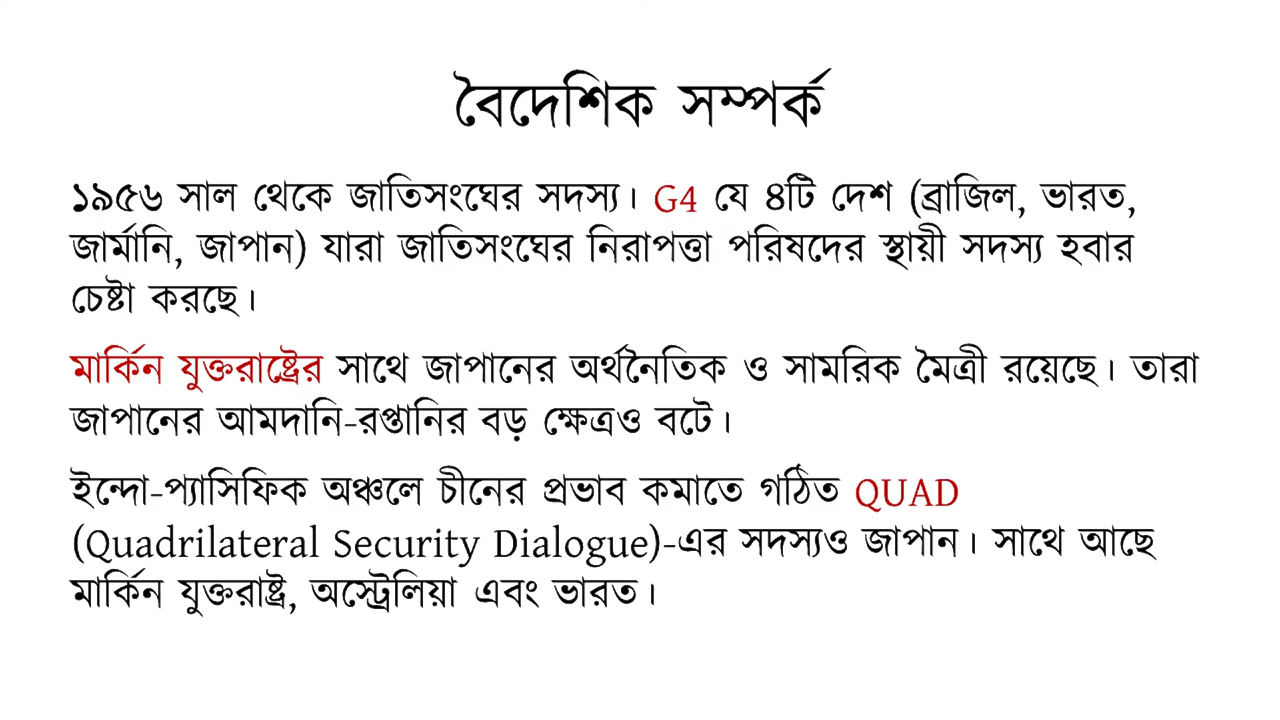 বৈদেশিক সম্পর্ক
১৯৫৬ সাল থেকে জাতিসংঘের সদস্য। G4 যে ৪টি দেশ (ব্রাজিল, ভারত,
জার্মানি, জাপান) যারা জাতিসংঘের নিরাপত্তা পরিষদের স্থায়ী সদস্য হবার
চেষ্টা করছে।
মার্কিন যুক্তরাষ্ট্রের সাথে জাপানের অর্থনৈতিক ও সামরিক মৈত্রী রয়েছে। তারা
জাপানের আমদানি-রপ্তানির বড় ক্ষেত্রও বটে।
ইন্দো-প্যাসিফিক অঞ্চলে চীনের প্রভাব কমাতে গঠিত QUAD
(Quadrilateral Security Dialogue)-এর সদস্যও জাপান। সাথে আছে
মার্কিন যুক্তরাষ্ট্র, অস্ট্রেলিয়া এবং ভারত।